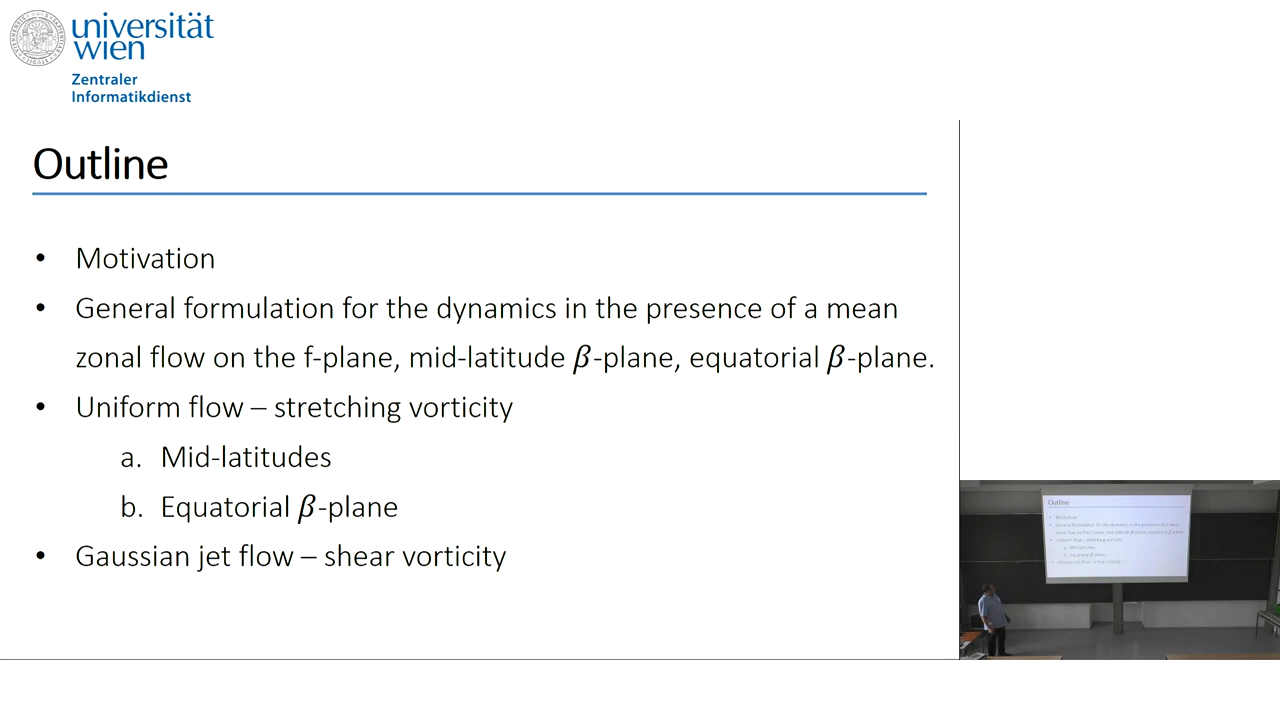 universität
wien
Zentraler
Informatikdienst
Outline
• Motivation
• General formulation for the dynamics in the presence of a mean
zonal flow on the f-plane, mid-latitude β-plane, equatorial β-plane.
• Uniform flow – stretching vorticity
a. Mid-latitudes
b. Equatorial β-plane
• Gaussian jet flow – shear vorticity
Outline